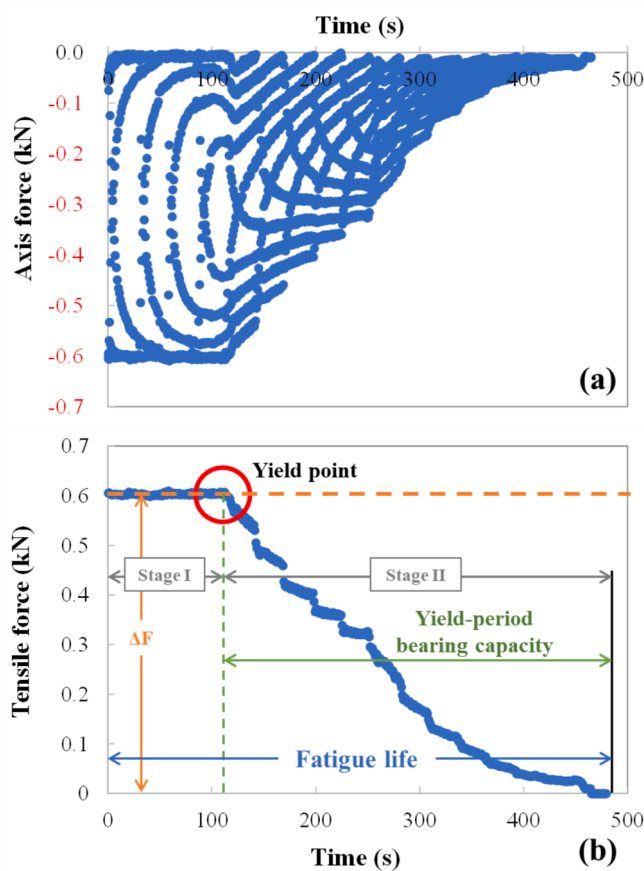 Time (s)
0.0
0 100 200 300 400 500
-0.1
-0.2
-0.3
-0.4
-0.5
-0.6
-0.7
Axis force (kN)
(a)
0.7
0.6
0.5
0.4
0.3
0.2
0.1
0
Tensile force (kN)
Yield point
Stage I
Stage II
ΔF
Yield-period
bearing capacity
Fatigue life
0 100 200 300 400 500
Time (s)
(b)